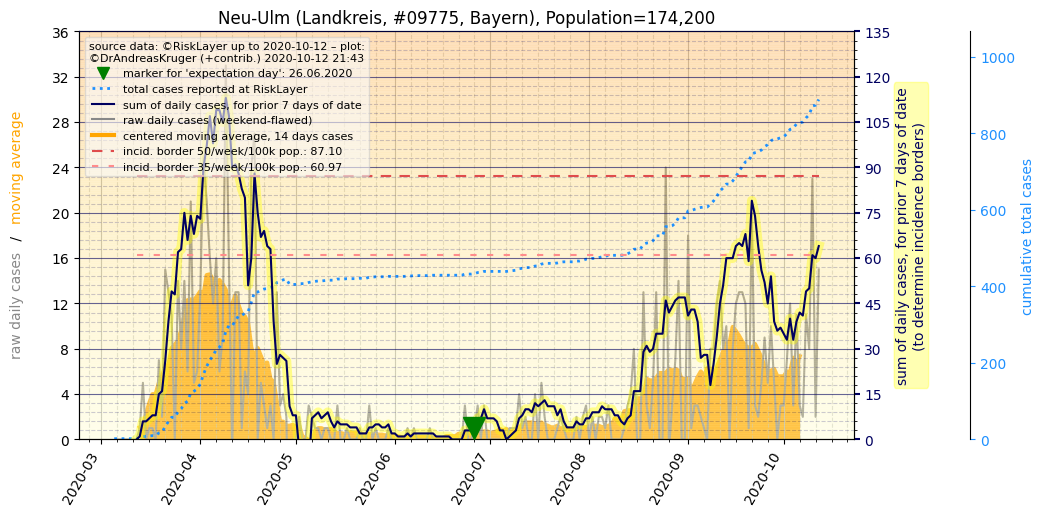 Neu-Ulm (Landkreis, #09775, Bayern), Population=174,200
source data: ©RiskLayer up to 2020-10-12 – plot:
©DrAndreasKruger (+contrib.) 2020-10-12 21:43
marker for 'expectation day': 26.06.2020
total cases reported at RiskLayer
sum of daily cases, for prior 7 days of date
raw daily cases (weekend-flawed)
centered moving average, 14 days cases
incid. border 50/week/100k pop.: 87.10
incid. border 35/week/100k pop.: 60.97
raw daily cases / moving average
36
32
28
24
20
16
12
8
4
0
2020-03
2020-04
2020-05
2020-06
2020-07
2020-08
2020-09
2020-10
135
120
105
90
75
60
45
30
15
0
sum of daily cases, for prior 7 days of date
(to determine incidence borders)
1000
800
600
400
200
0
cumulative total cases